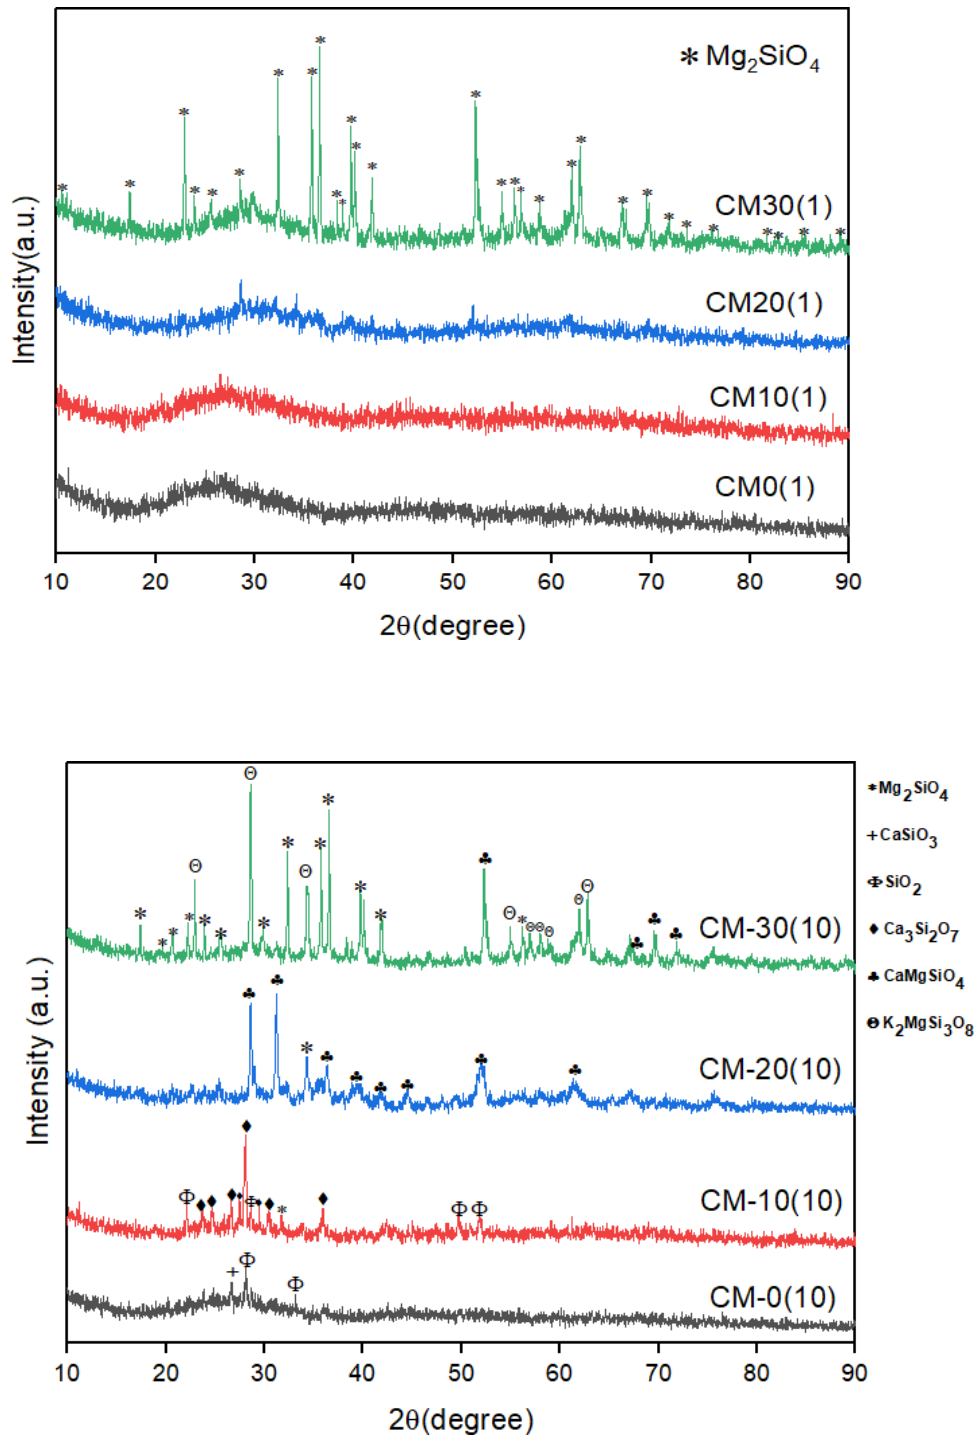 * Mg₂SiO₄
CM30(1)
CM20(1)
CM10(1)
CM0(1)
Intensity(a.u.)
10 20 30 40 50 60 70 80 90
2θ(degree)
*Mg₂SiO₄
+CaSiO₃
ΦSiO₂
♦Ca₃Si₂O₇
♣CaMgSiO₄
ΘK₂MgSi₃O₈
CM-30(10)
CM-20(10)
CM-10(10)
CM-0(10)
Intensity (a.u.)
10 20 30 40 50 60 70 80 90
2θ(degree)